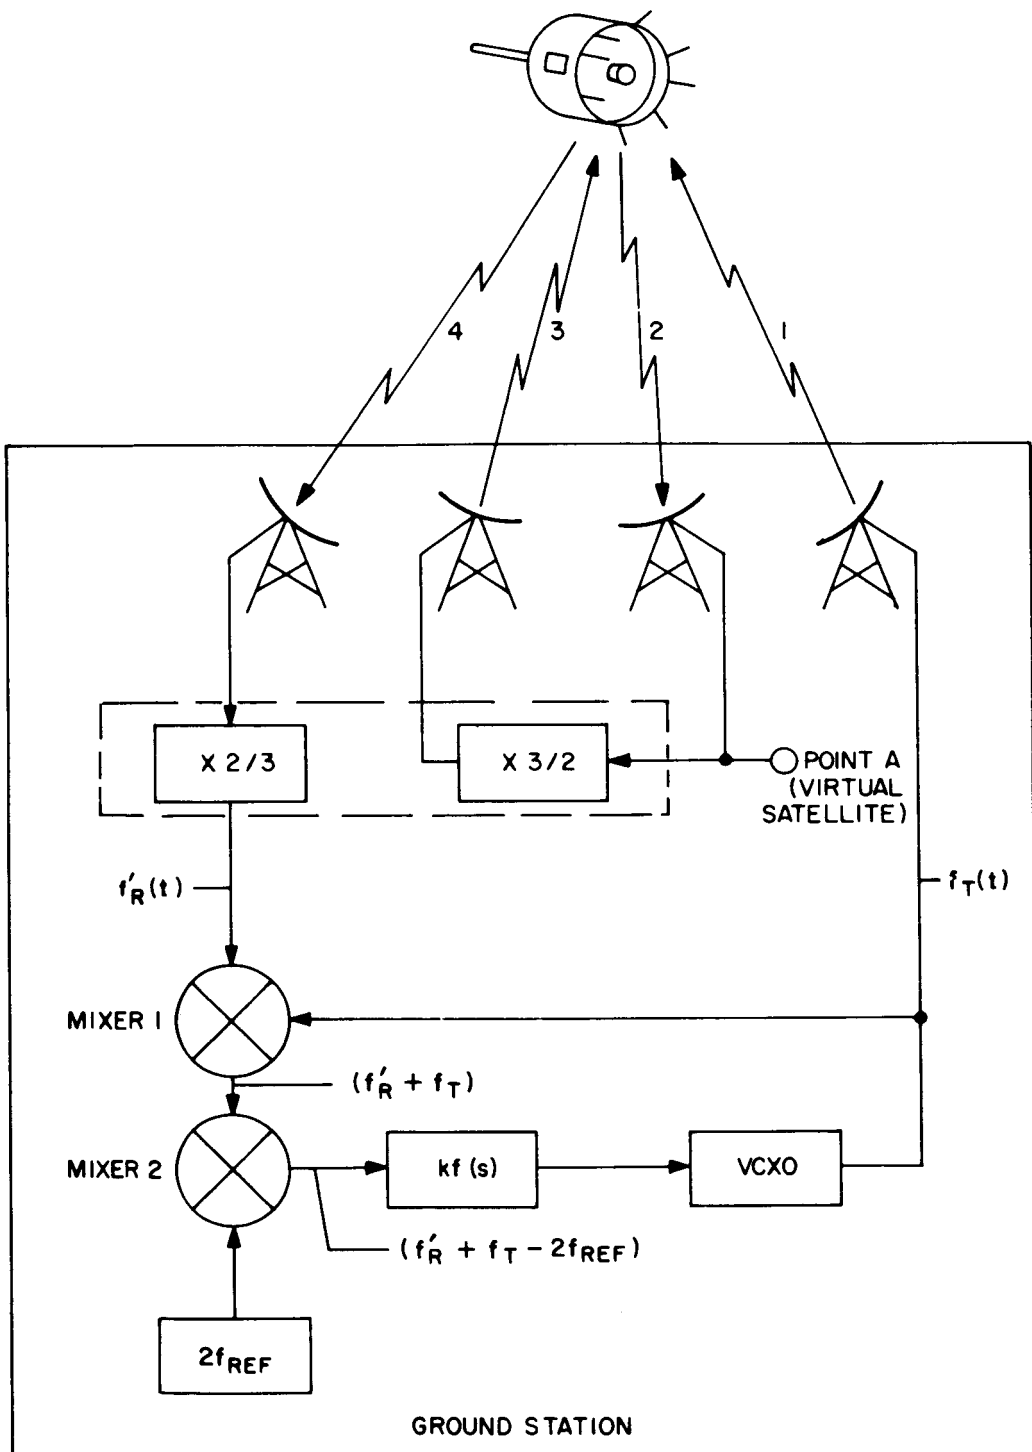 4
3
2
1
X 2/3
X 3/2
POINT A
(VIRTUAL
SATELLITE)
f'R(t)
fT(t)
MIXER 1
(f'R + fT)
MIXER 2
kf(s)
VCXO
(f'R + fT - 2fREF)
2fREF
GROUND STATION